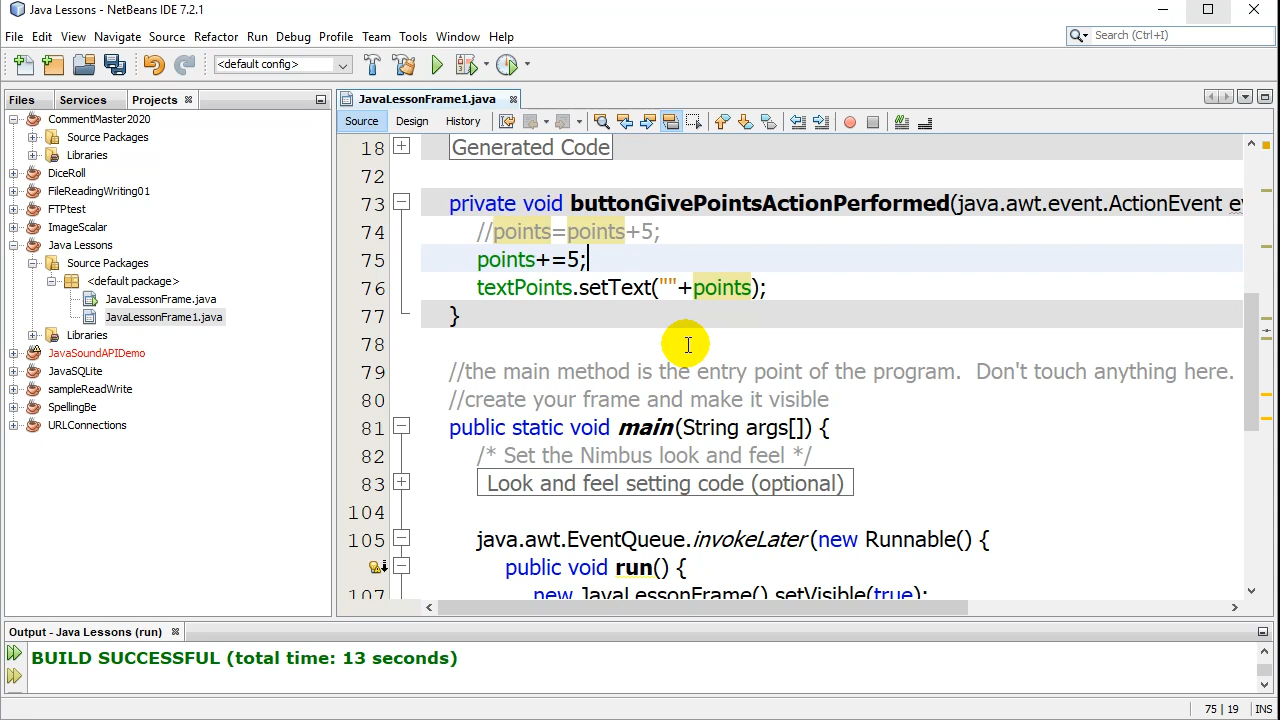 Java Lessons - NetBeans IDE 7.2.1
File Edit View Navigate Source Refactor Run Debug Profile Team Tools Window Help
Search (Ctrl+I)
<default config>
Files Services Projects
JavaLessonFrame1.java
Source Design History
CommentMaster2020
Source Packages
Libraries
DiceRoll
FileReadingWriting01
FTPtest
ImageScalar
Java Lessons
Source Packages
<default package>
JavaLessonFrame.java
JavaLessonFrame1.java
Libraries
JavaSoundAPIDemo
JavaSQLite
sampleReadWrite
SpellingBe
URLConnections
18 Generated Code
72
73 private void buttonGivePointsActionPerformed(java.awt.event.ActionEvent ev
74 //points=points+5;
75 points+=5;
76 textPoints.setText(""+points);
77 }
78
79 //the main method is the entry point of the program.  Don't touch anything here.
80 //create your frame and make it visible
81 public static void main(String args[]) {
82 /* Set the Nimbus look and feel */
83 Look and feel setting code (optional)
104
105 java.awt.EventQueue.invokeLater(new Runnable() {
public void run() {
107 new JavaLessonFrame().setVisible(true);
Output - Java Lessons (run)
BUILD SUCCESSFUL (total time: 13 seconds)
75 | 19 INS